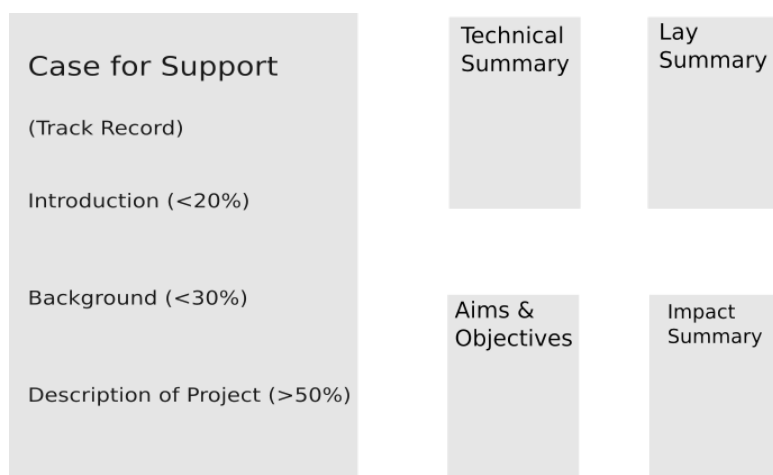 Case for Support
(Track Record)
Introduction (<20%)
Background (<30%)
Description of Project (>50%)
Technical
Summary
Lay
Summary
Aims &
Objectives
Impact
Summary